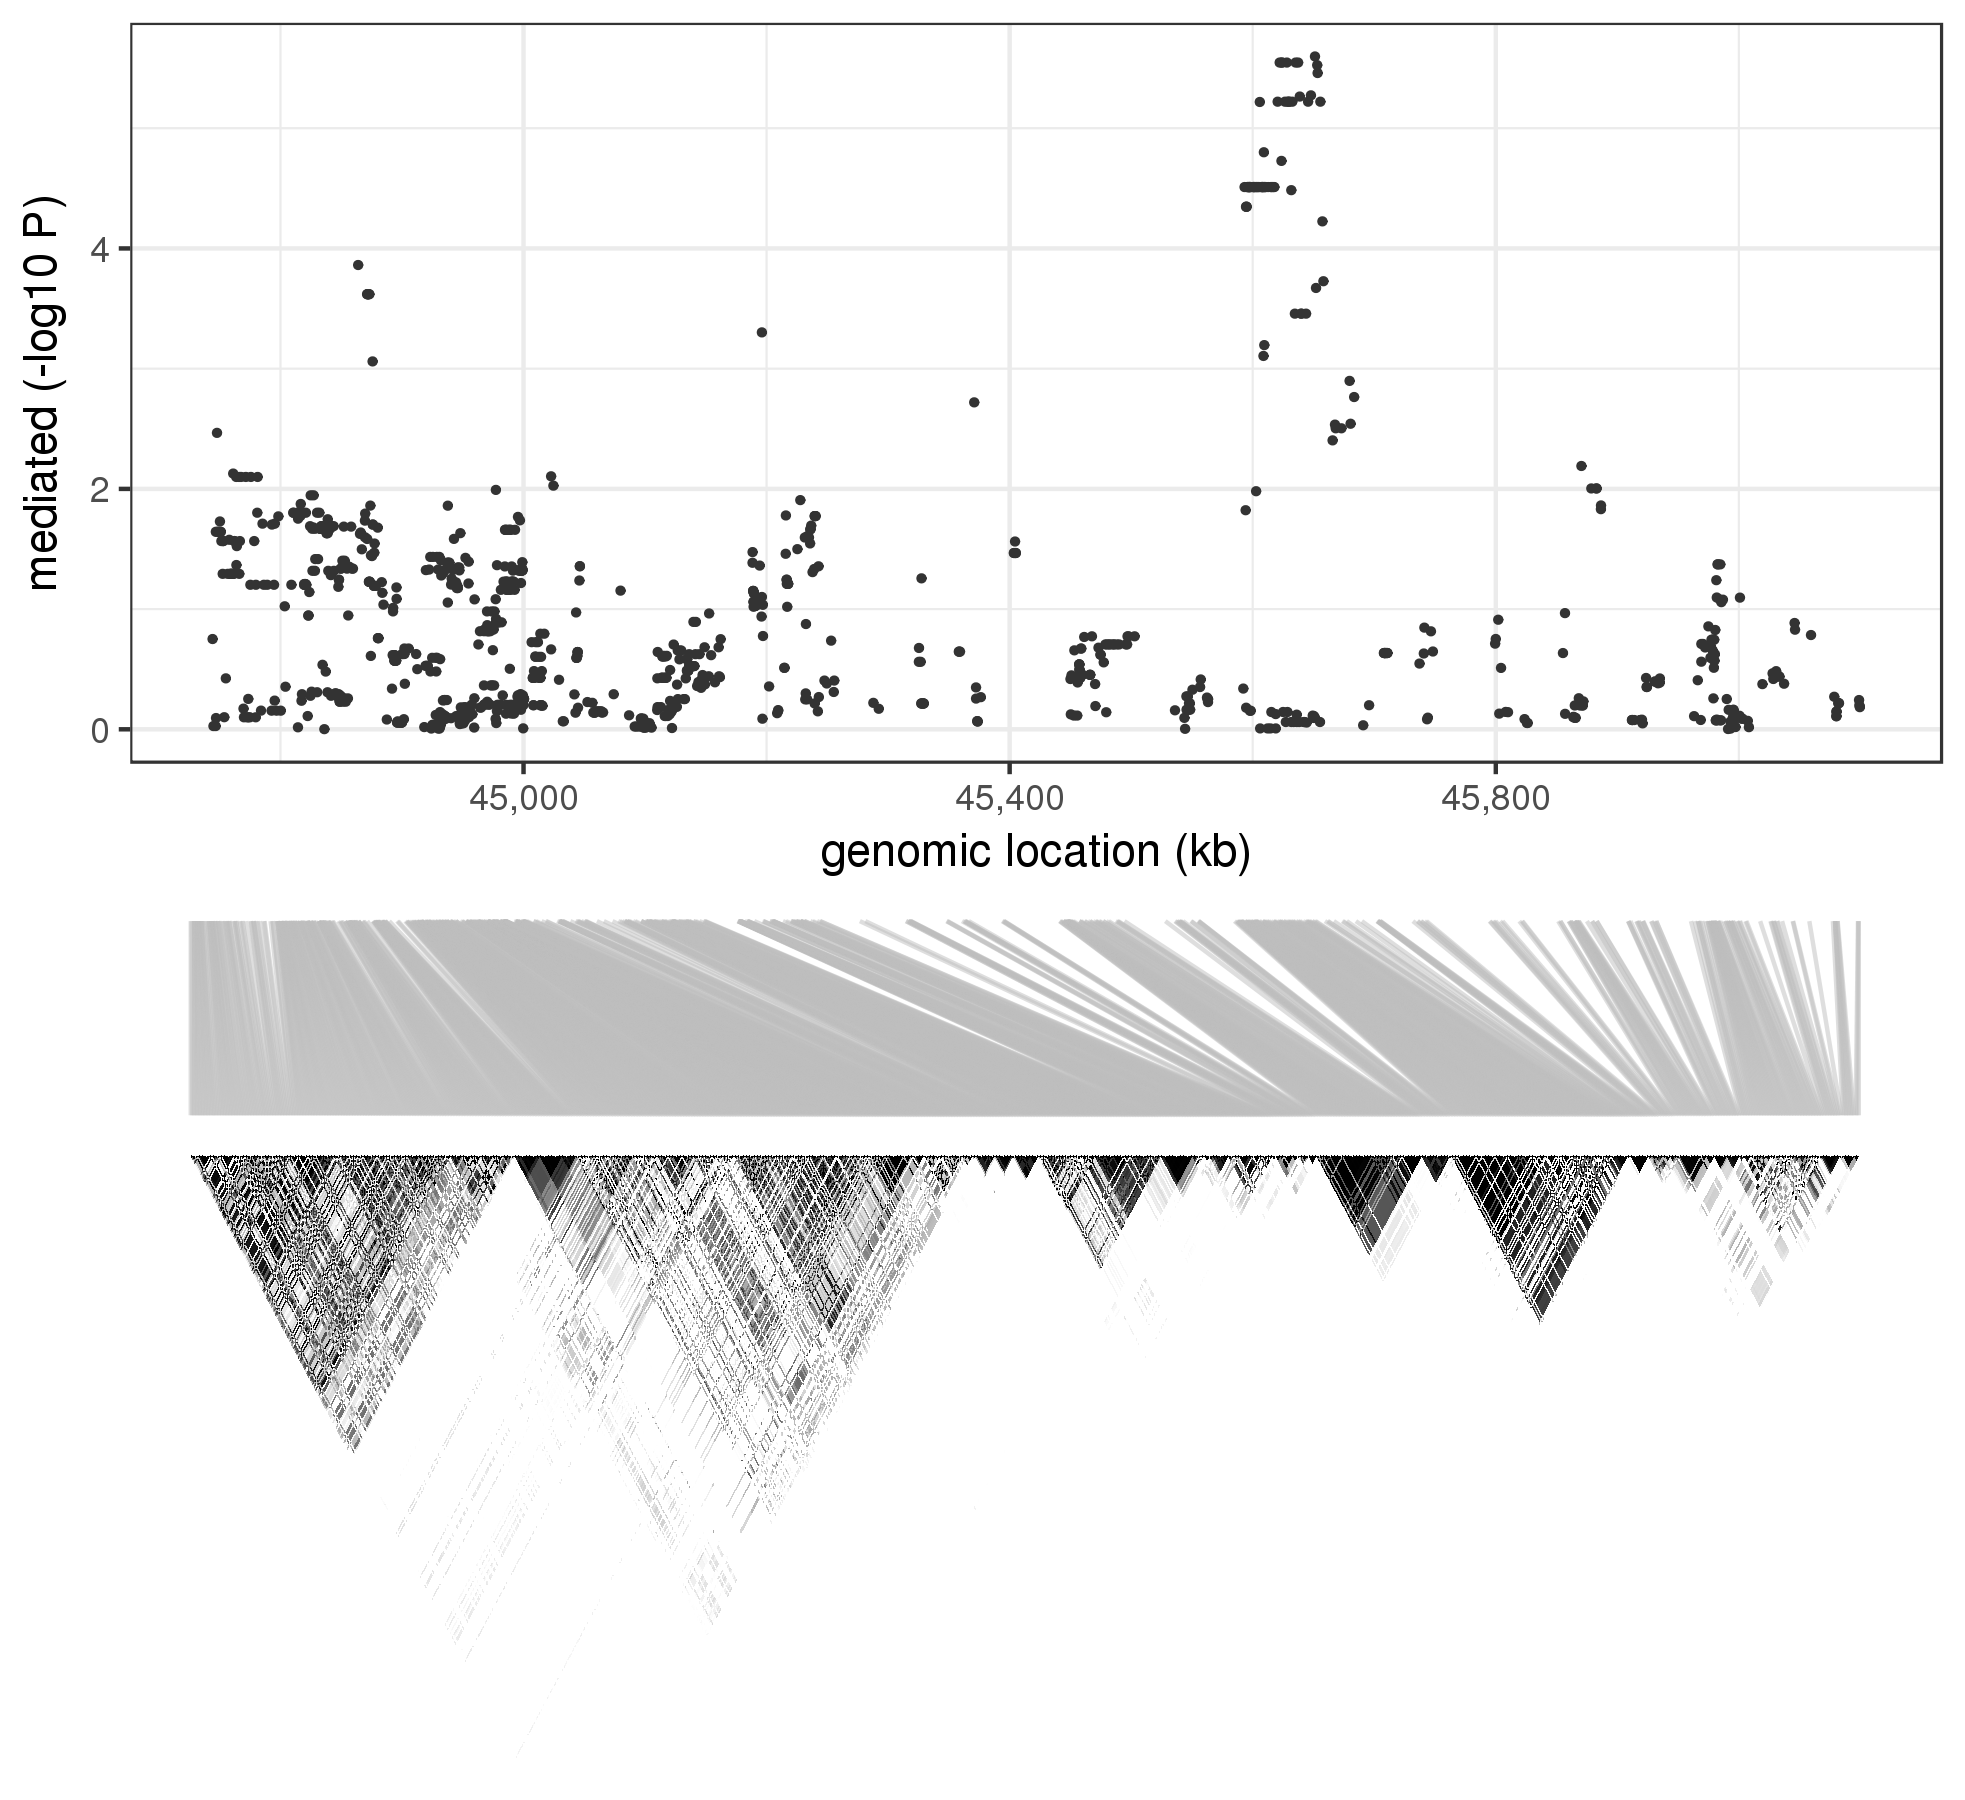 mediated (-log10 P)
4
2
0
45,000 45,400 45,800
genomic location (kb)